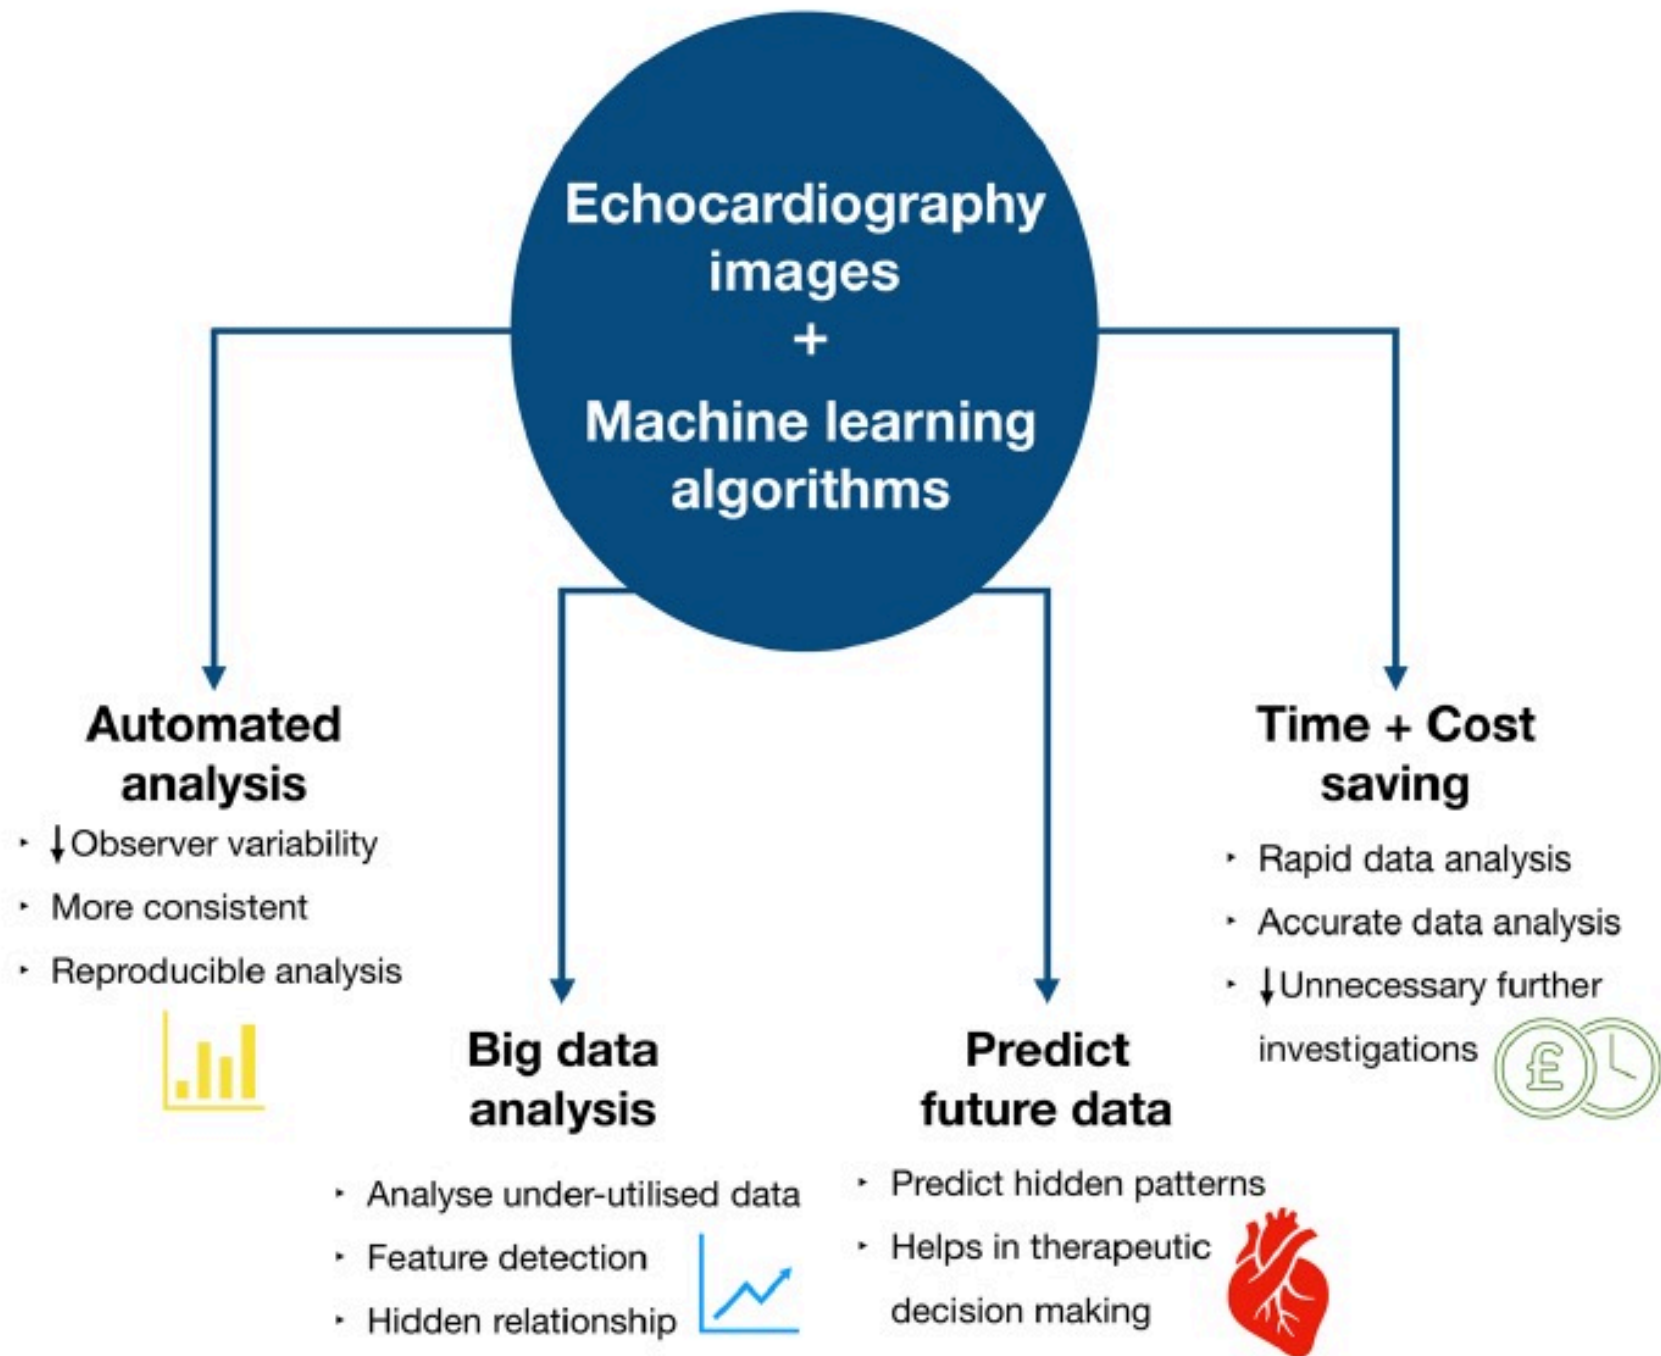 Echocardiography
images
+
Machine learning
algorithms
Automated
analysis
‣ ↓Observer variability
‣ More consistent
‣ Reproducible analysis
Big data
analysis
‣ Analyse under-utilised data
‣ Feature detection
‣ Hidden relationship
Predict
future data
‣ Predict hidden patterns
‣ Helps in therapeutic
decision making
Time + Cost
saving
‣ Rapid data analysis
‣ Accurate data analysis
‣ ↓Unnecessary further
investigations
£